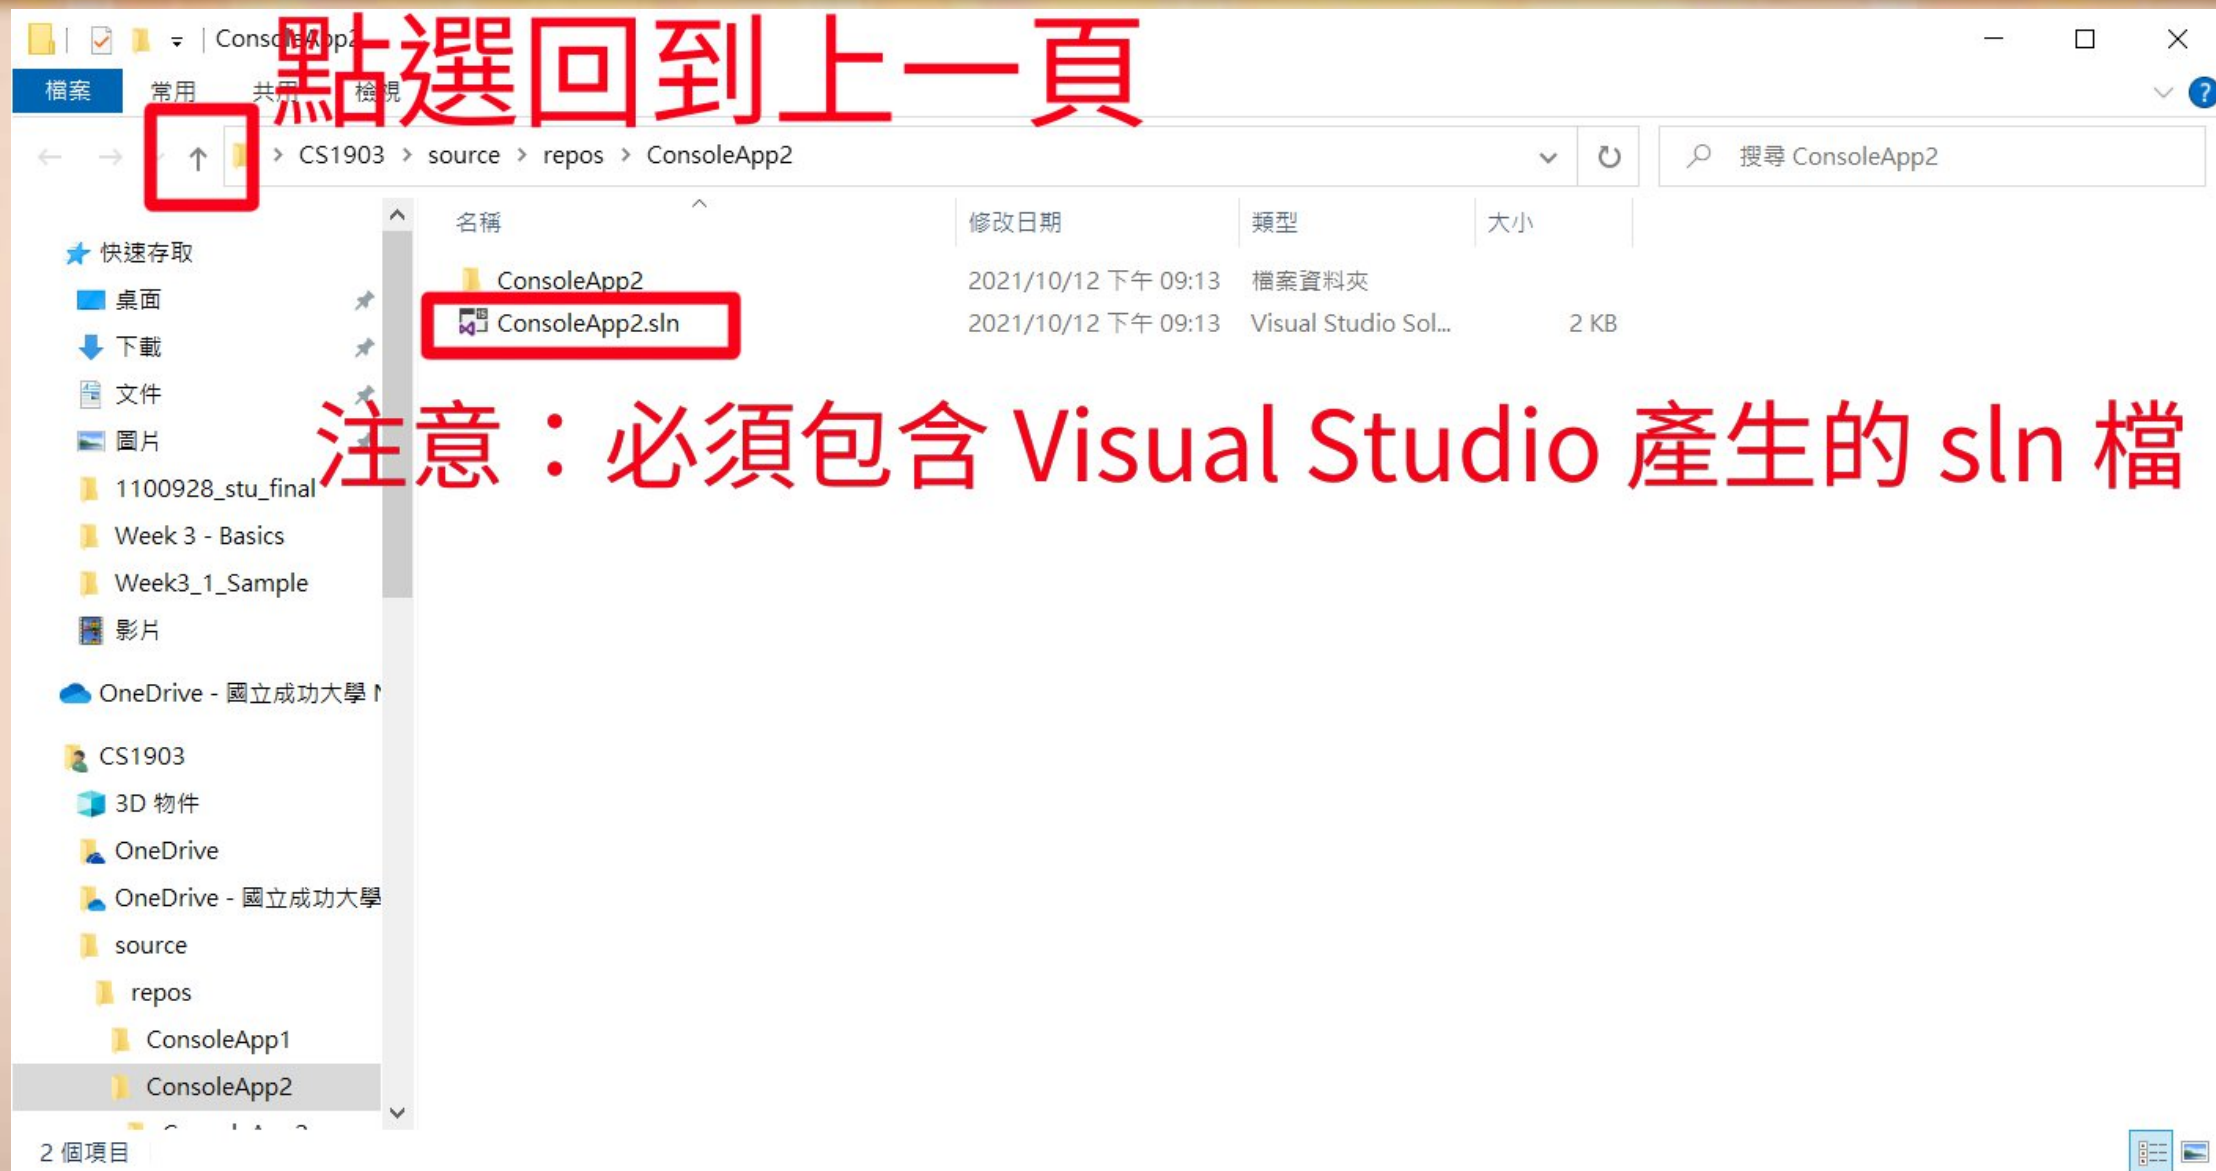 ConsoleApp2
點選回到上一頁
檔案 常用 共用 檢視
CS1903 > source > repos > ConsoleApp2
搜尋 ConsoleApp2
名稱 修改日期 類型 大小
ConsoleApp2 2021/10/12 下午 09:13 檔案資料夾
ConsoleApp2.sln 2021/10/12 下午 09:13 Visual Studio Sol... 2 KB
注意：必須包含 Visual Studio 產生的 sln 檔
快速存取
桌面
下載
文件
圖片
1100928_stu_final
Week 3 - Basics
Week3_1_Sample
影片
OneDrive - 國立成功大學 N
CS1903
3D 物件
OneDrive
OneDrive - 國立成功大學
source
repos
ConsoleApp1
ConsoleApp2
2 個項目